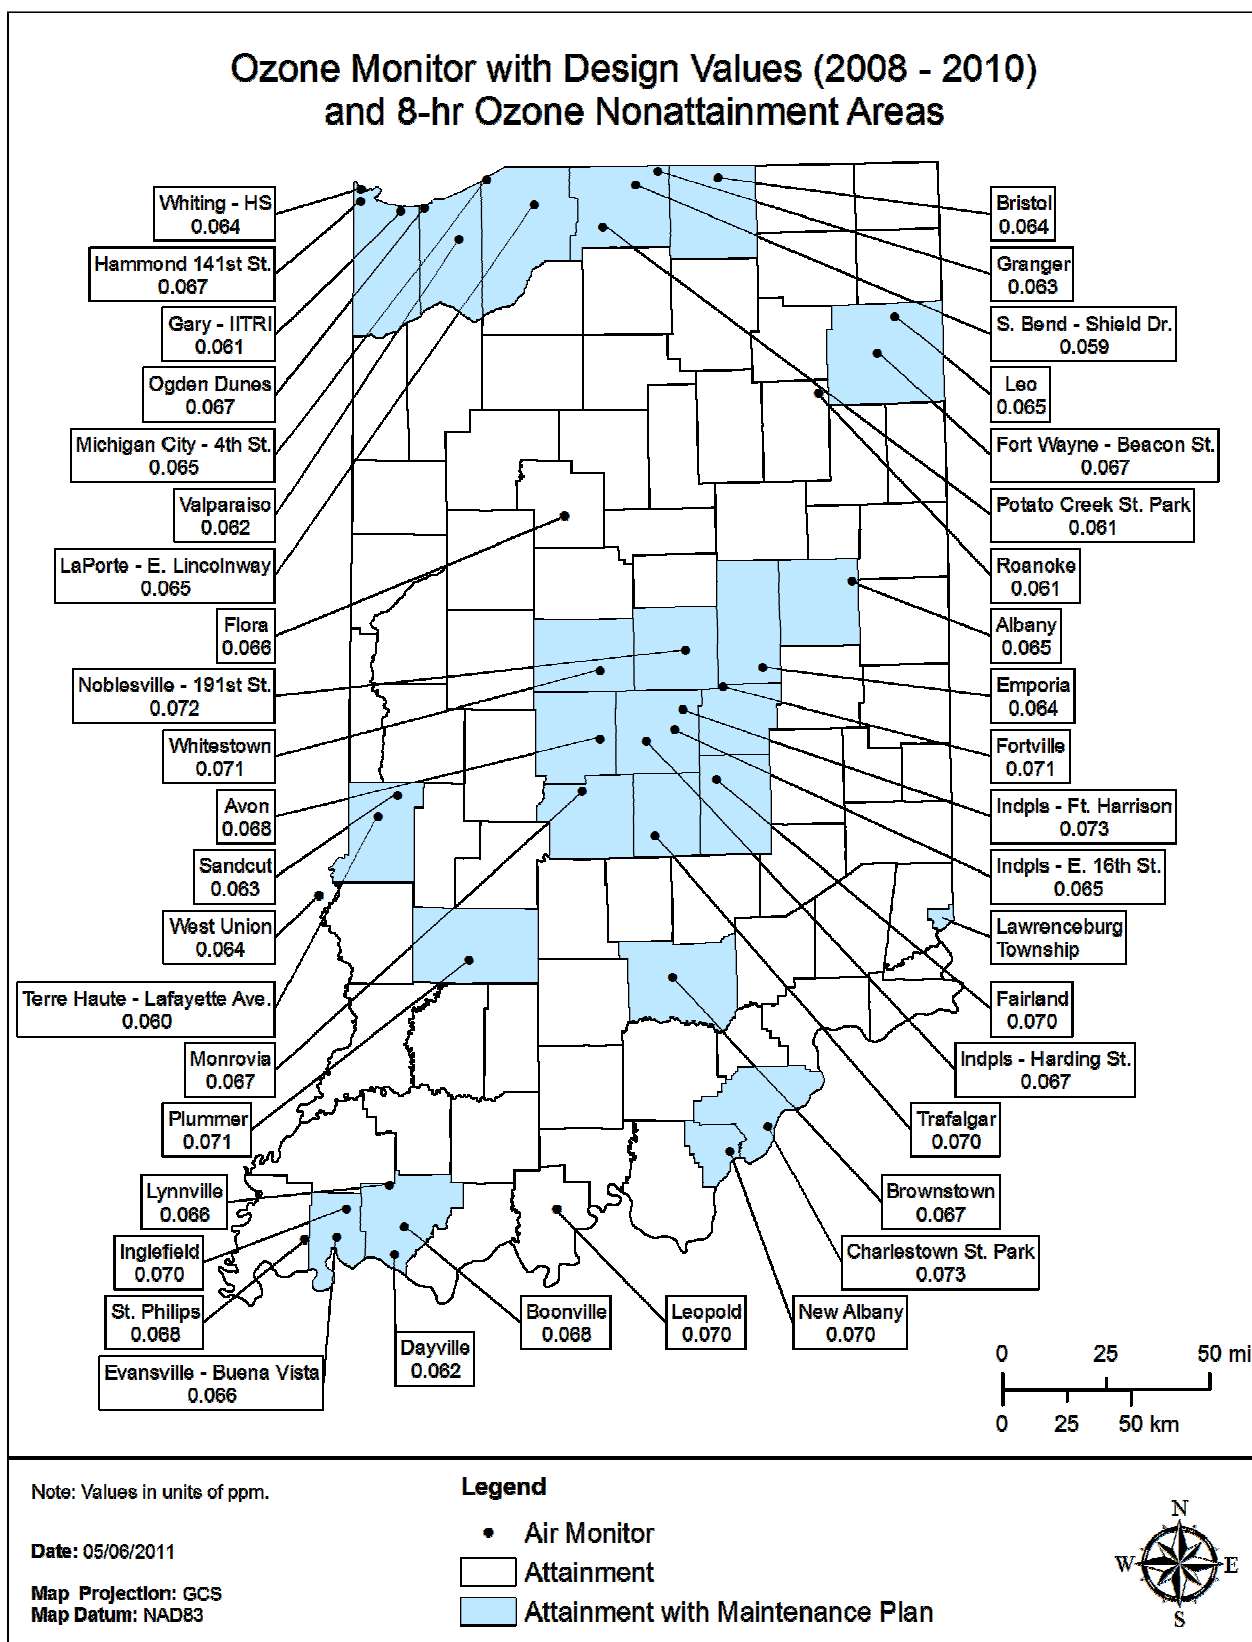 Ozone Monitor with Design Values (2008 - 2010)
and 8-hr Ozone Nonattainment Areas
Whiting - HS
0.064
Hammond 141st St.
0.067
Gary - IITRI
0.061
Ogden Dunes
0.067
Michigan City - 4th St.
0.065
Valparaiso
0.062
LaPorte - E. Lincolnway
0.065
Flora
0.066
Noblesville - 191st St.
0.072
Whitestown
0.071
Avon
0.068
Sandcut
0.063
West Union
0.064
Terre Haute - Lafayette Ave.
0.060
Monrovia
0.067
Plummer
0.071
Lynnville
0.066
Inglefield
0.070
St. Philips
0.068
Evansville - Buena Vista
0.066
Dayville
0.062
Boonville
0.068
Leopold
0.070
New Albany
0.070
Bristol
0.064
Granger
0.063
S. Bend - Shield Dr.
0.059
Leo
0.065
Fort Wayne - Beacon St.
0.067
Potato Creek St. Park
0.061
Roanoke
0.061
Albany
0.065
Emporia
0.064
Fortville
0.071
Indpls - Ft. Harrison
0.073
Indpls - E. 16th St.
0.065
Lawrenceburg
Township
Fairland
0.070
Indpls - Harding St.
0.067
Trafalgar
0.070
Brownstown
0.067
Charlestown St. Park
0.073
0 25 50 mi
0 25 50 km
Note: Values in units of ppm.
Date: 05/06/2011
Map Projection: GCS
Map Datum: NAD83
Legend
Air Monitor
Attainment
Attainment with Maintenance Plan
N
W E
S